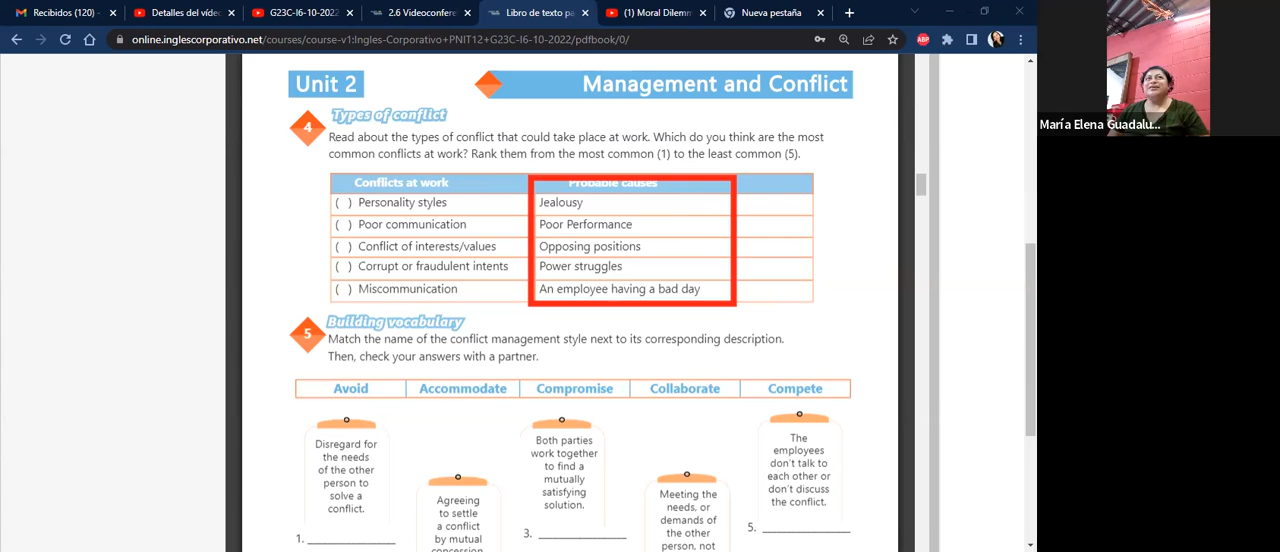 Recibidos (120) -
Detalles del víde
G23C-I6-10-2022
2.6 Videoconfere
Libro de texto pa
(1) Moral Dilemm
Nueva pestaña
online.inglescorporativo.net/courses/course-v1:Ingles-Corporativo+PNIT12+G23C-I6-10-2022/pdfbook/0/
ABP
María Elena Guadalu...
Unit 2
Management and Conflict
4
Types of conflict
Read about the types of conflict that could take place at work. Which do you think are the most
common conflicts at work? Rank them from the most common (1) to the least common (5).
Conflicts at work Probable causes
( ) Personality styles Jealousy
( ) Poor communication Poor Performance
( ) Conflict of interests/values Opposing positions
( ) Corrupt or fraudulent intents Power struggles
( ) Miscommunication An employee having a bad day
5
Building vocabulary
Match the name of the conflict management style next to its corresponding description.
Then, check your answers with a partner.
Avoid Accommodate Compromise Collaborate Compete
Disregard for
the needs
of the other
person to
solve a
conflict.
1. ______________
Agreeing
to settle
a conflict
by mutual
concession
Both parties
work together
to find a
mutually
satisfying
solution.
3. ______________
Meeting the
needs, or
demands of
the other
person, not
The
employees
don't talk to
each other or
don't discuss
the conflict.
5. ______________